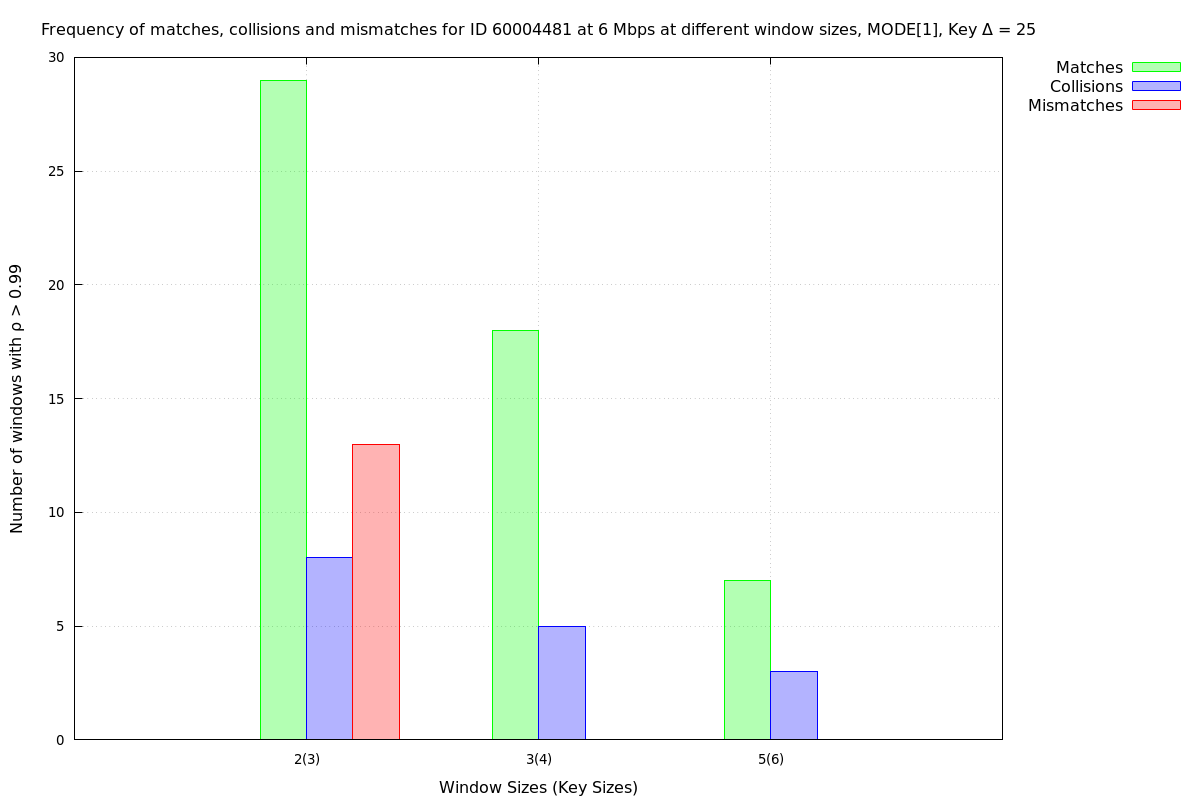 Frequency of matches, collisions and mismatches for ID 60004481 at 6 Mbps at different window sizes, MODE[1], Key Δ = 25
Matches
Collisions
Mismatches
Number of windows with ρ > 0.99
30
25
20
15
10
5
0
2(3) 3(4) 5(6)
Window Sizes (Key Sizes)